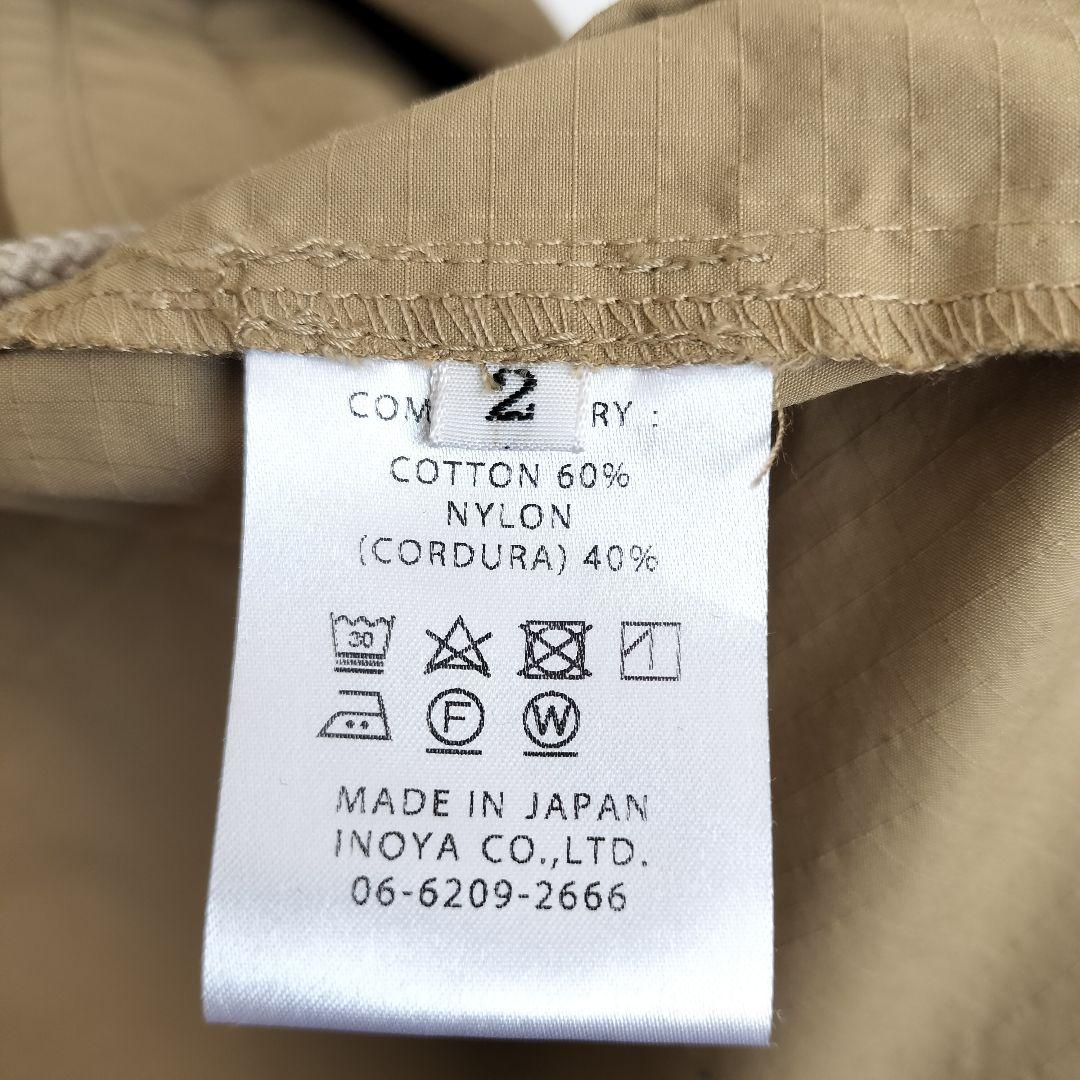 2
COM RY :
COTTON 60%
NYLON
(CORDURA) 40%
30
F W
MADE IN JAPAN
INOYA CO.,LTD.
06-6209-2666